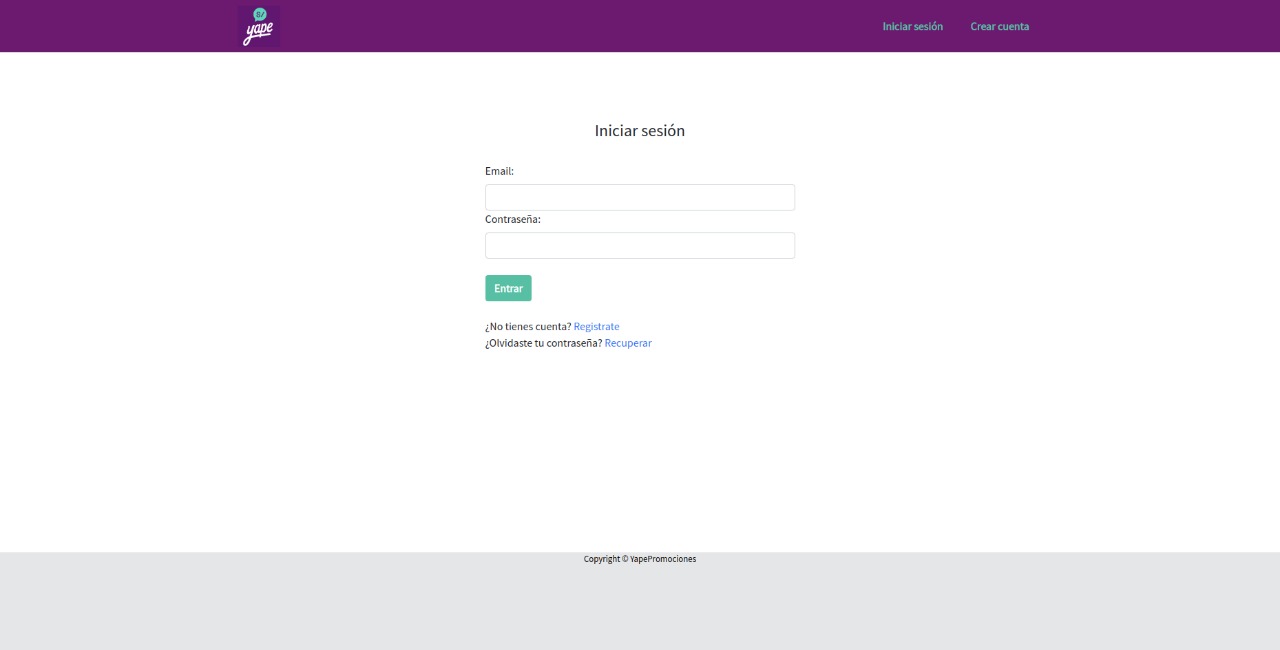 S/
yape
Iniciar sesión
Crear cuenta
Iniciar sesión
Email:
Contraseña:
Entrar
¿No tienes cuenta? Registrate
¿Olvidaste tu contraseña? Recuperar
Copyright © YapePromociones